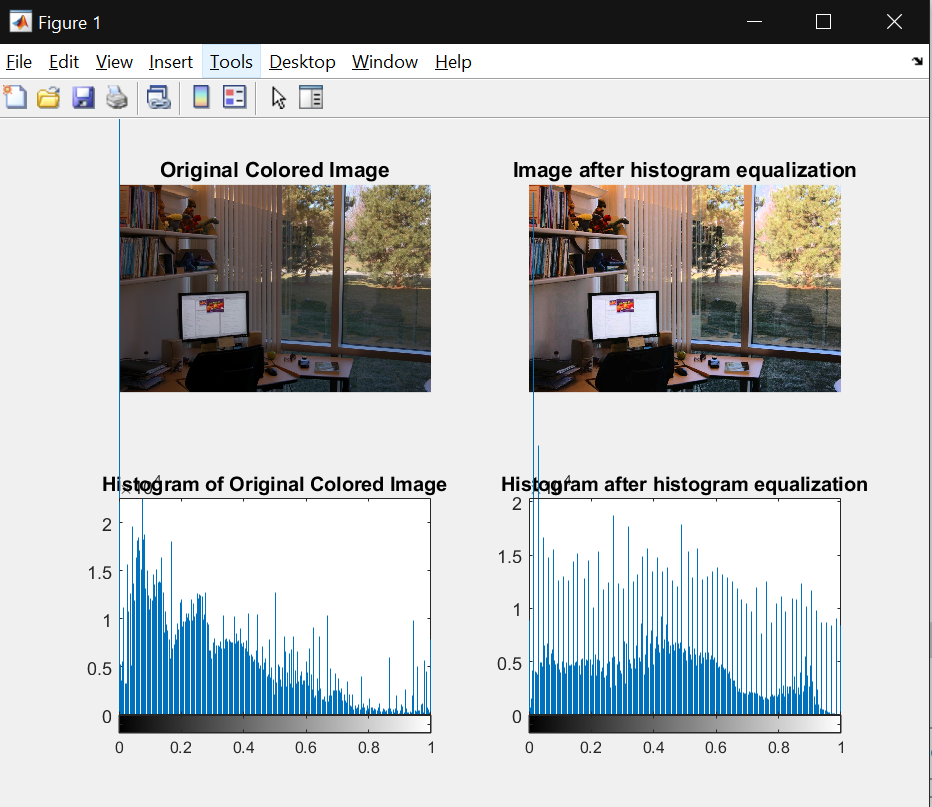 Figure 1
File Edit View Insert Tools Desktop Window Help
Original Colored Image
Image after histogram equalization
Histogram of Original Colored Image
2
1.5
1
0.5
0
0 0.2 0.4 0.6 0.8 1
Histogram after histogram equalization
2
1.5
1
0.5
0
0 0.2 0.4 0.6 0.8 1